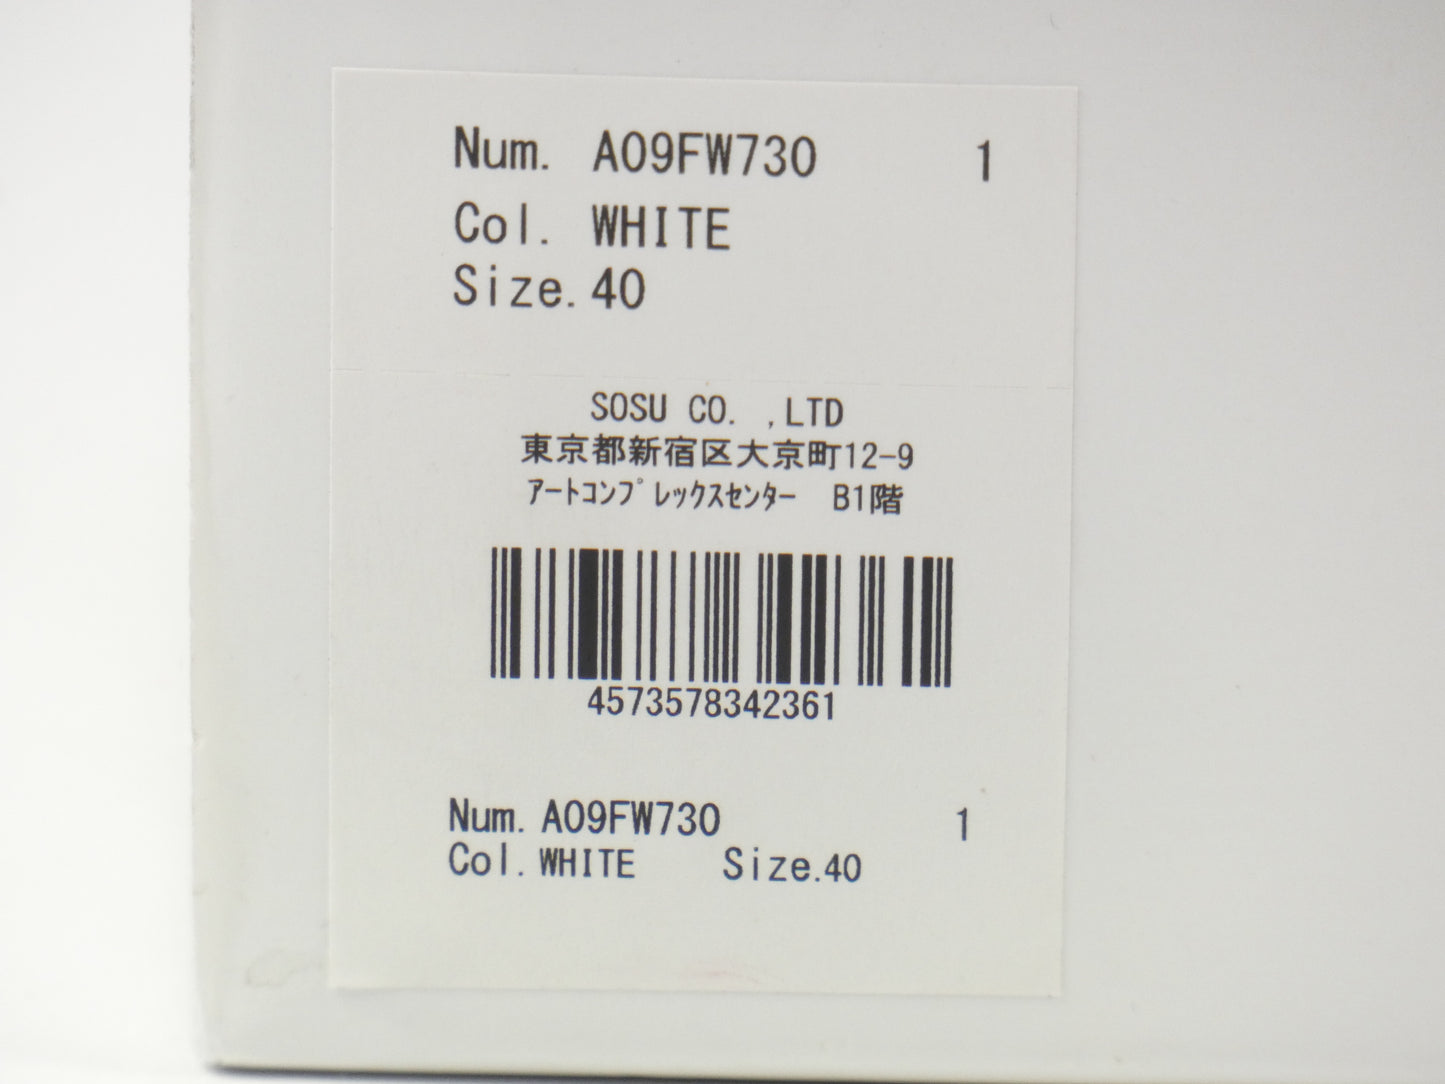 Num. A09FW730 1
Col. WHITE
Size. 40
SOSU CO. ,LTD
東京都新宿区大京町12-9
ｱｰﾄｺﾝﾌﾟﾚｯｸｽｾﾝﾀｰ B1階
4573578342361
Num. A09FW730 1
Col. WHITE Size.40